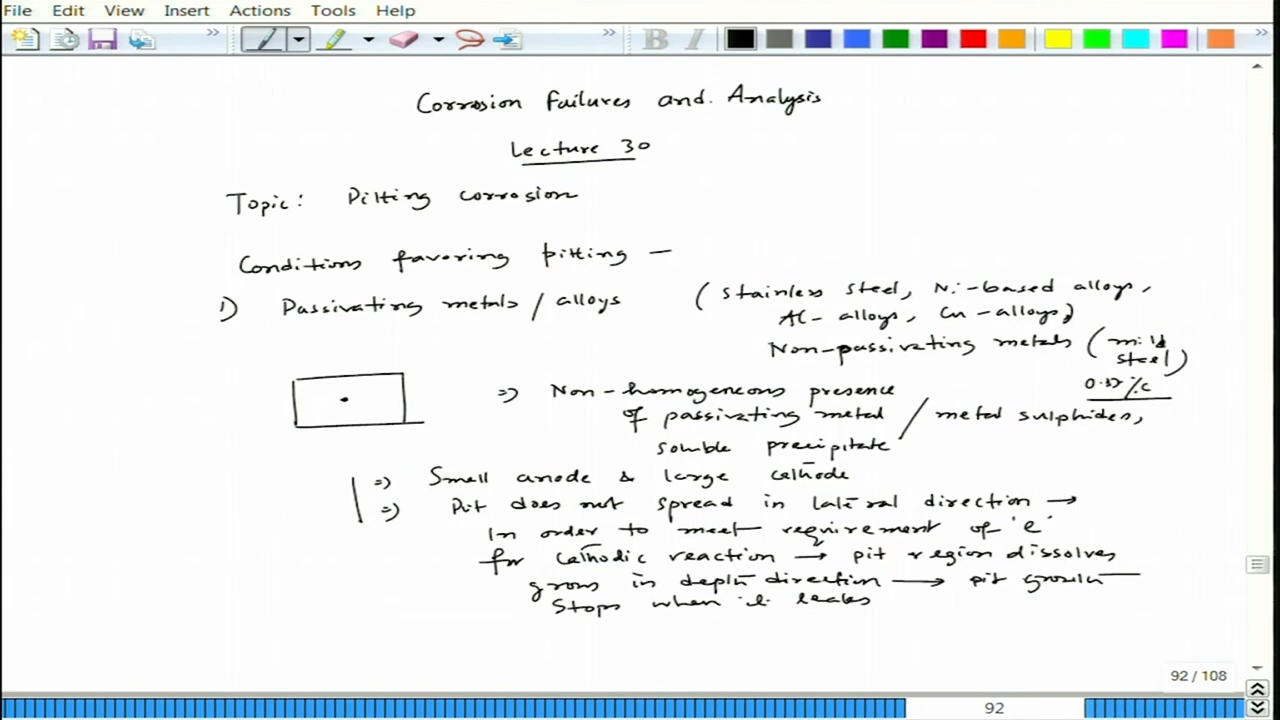 File Edit View Insert Actions Tools Help
Corrosion Failures and Analysis
Lecture 30
Topic: Pitting corrosion
Conditions favoring pitting —
1) Passivating metals / alloys (Stainless steel, Ni-based alloys,
Al- alloys, Cu-alloys)
Non-passivating metals (mild
steel)
⇒ Non-homogeneous presence
of passivating metal / metal sulphides,
soluble precipitate
⇒ Small anode & large cathode
⇒ Pit does not spread in lateral direction →
In order to meet requirement of 'e'
for cathodic reaction → pit region dissolves
grows in depth direction → pit growth
stops when it leaks
92 / 108
92